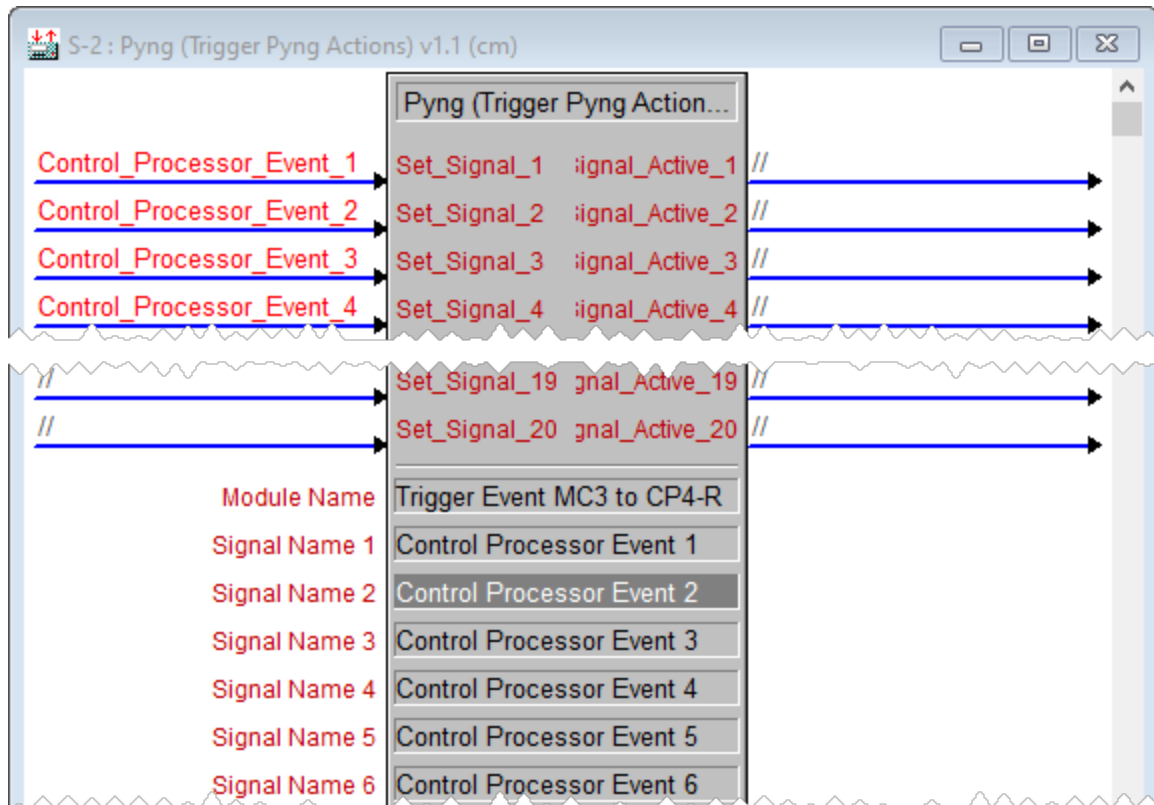 S-2 : Pyng (Trigger Pyng Actions) v1.1 (cm)
Pyng (Trigger Pyng Action...
Control_Processor_Event_1 Set_Signal_1 ignal_Active_1 //
Control_Processor_Event_2 Set_Signal_2 ignal_Active_2 //
Control_Processor_Event_3 Set_Signal_3 ignal_Active_3 //
Control_Processor_Event_4 Set_Signal_4 ignal_Active_4 //
// Set_Signal_19 gnal_Active_19 //
// Set_Signal_20 gnal_Active_20 //
Module Name Trigger Event MC3 to CP4-R
Signal Name 1 Control Processor Event 1
Signal Name 2 Control Processor Event 2
Signal Name 3 Control Processor Event 3
Signal Name 4 Control Processor Event 4
Signal Name 5 Control Processor Event 5
Signal Name 6 Control Processor Event 6